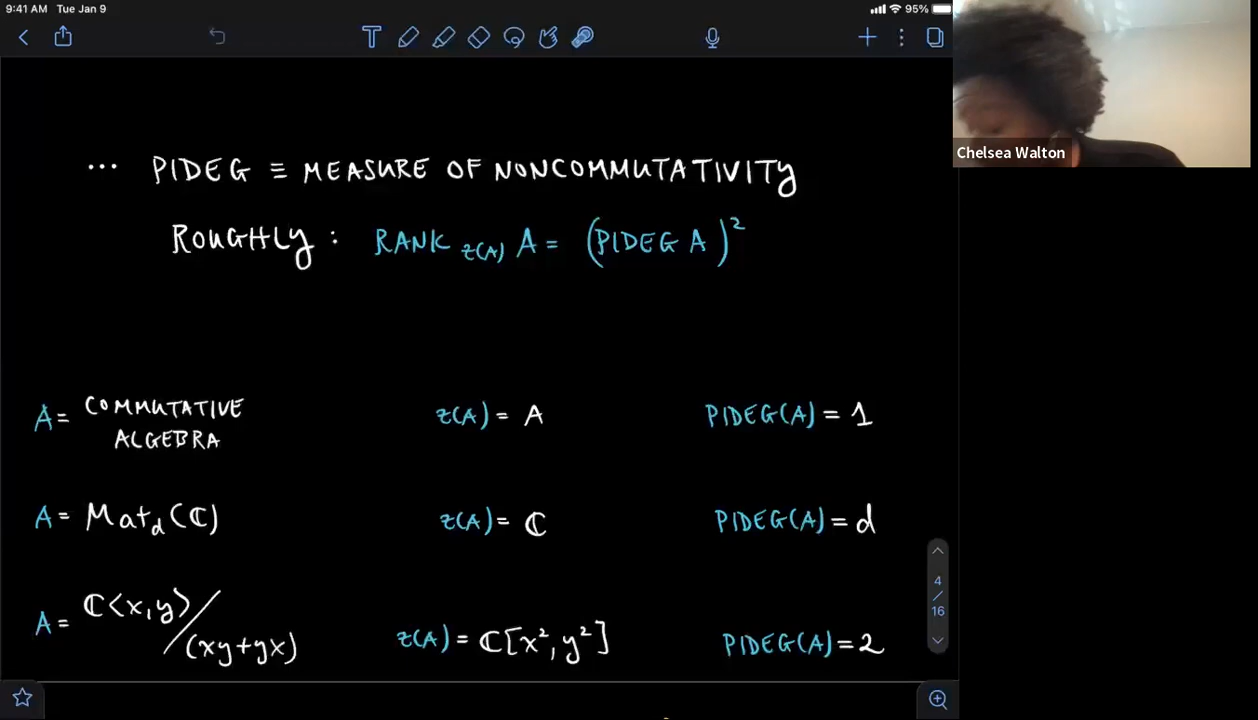 9:41 AM Tue Jan 9
95%
T
Chelsea Walton
... PIDEG ≡ MEASURE OF NONCOMMUTATIVITY
ROUGHLY: RANK_{Z(A)} A = (PIDEG A)²
A = COMMUTATIVE ALGEBRA Z(A) = A PIDEG(A) = 1
A = Mat_d(ℂ) Z(A) = ℂ PIDEG(A) = d
A = ℂ<x,y>/(xy+yx) Z(A) = ℂ[x², y²] PIDEG(A) = 2
4
/
16